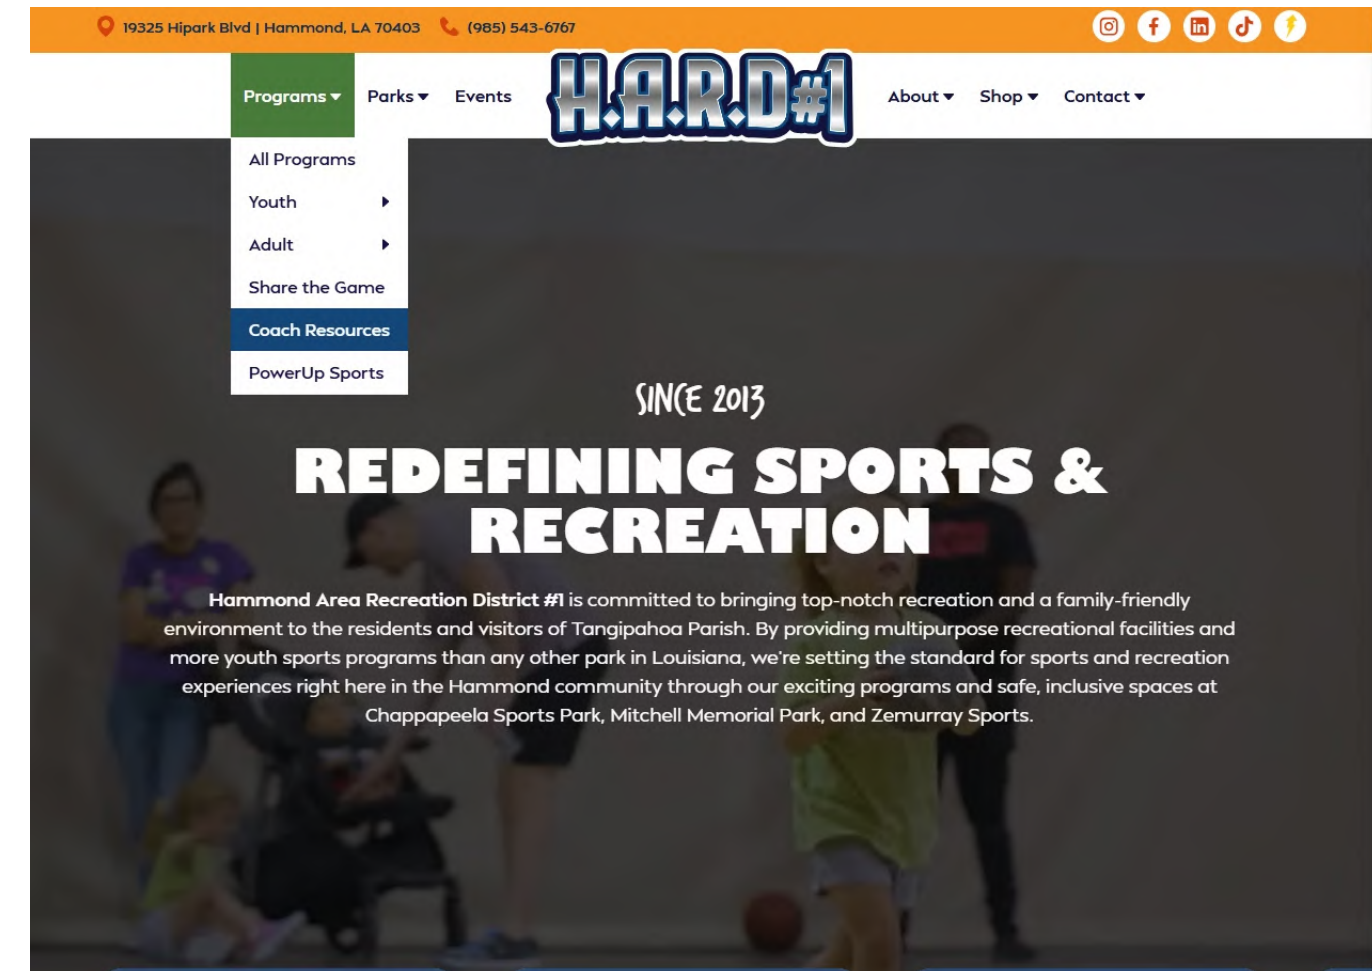 19325 Hipark Blvd | Hammond, LA 70403 (985) 543-6767
Programs Parks Events H.A.R.D#1 About Shop Contact
All Programs
Youth
Adult
Share the Game
Coach Resources
PowerUp Sports
SINCE 2013
REDEFINING SPORTS &
RECREATION
Hammond Area Recreation District #1 is committed to bringing top-notch recreation and a family-friendly
environment to the residents and visitors of Tangipahoa Parish. By providing multipurpose recreational facilities and
more youth sports programs than any other park in Louisiana, we're setting the standard for sports and recreation
experiences right here in the Hammond community through our exciting programs and safe, inclusive spaces at
Chappapeela Sports Park, Mitchell Memorial Park, and Zemurray Sports.